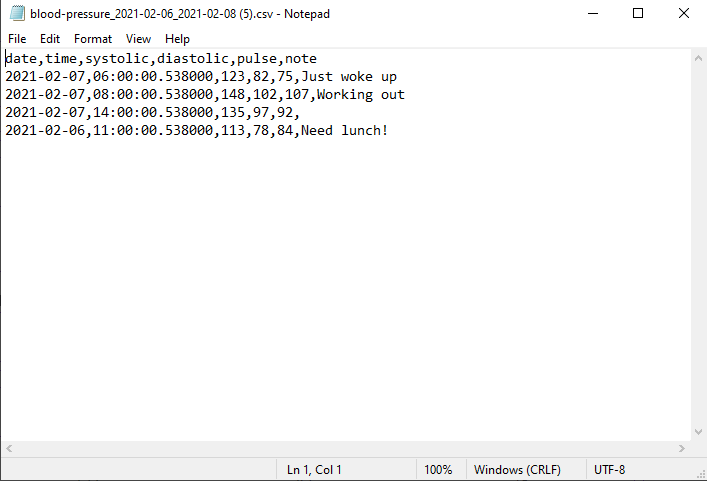 blood-pressure_2021-02-06_2021-02-08 (5).csv - Notepad
File Edit Format View Help
date,time,systolic,diastolic,pulse,note
2021-02-07,06:00:00.538000,123,82,75,Just woke up
2021-02-07,08:00:00.538000,148,102,107,Working out
2021-02-07,14:00:00.538000,135,97,92,
2021-02-06,11:00:00.538000,113,78,84,Need lunch!
Ln 1, Col 1 100% Windows (CRLF) UTF-8